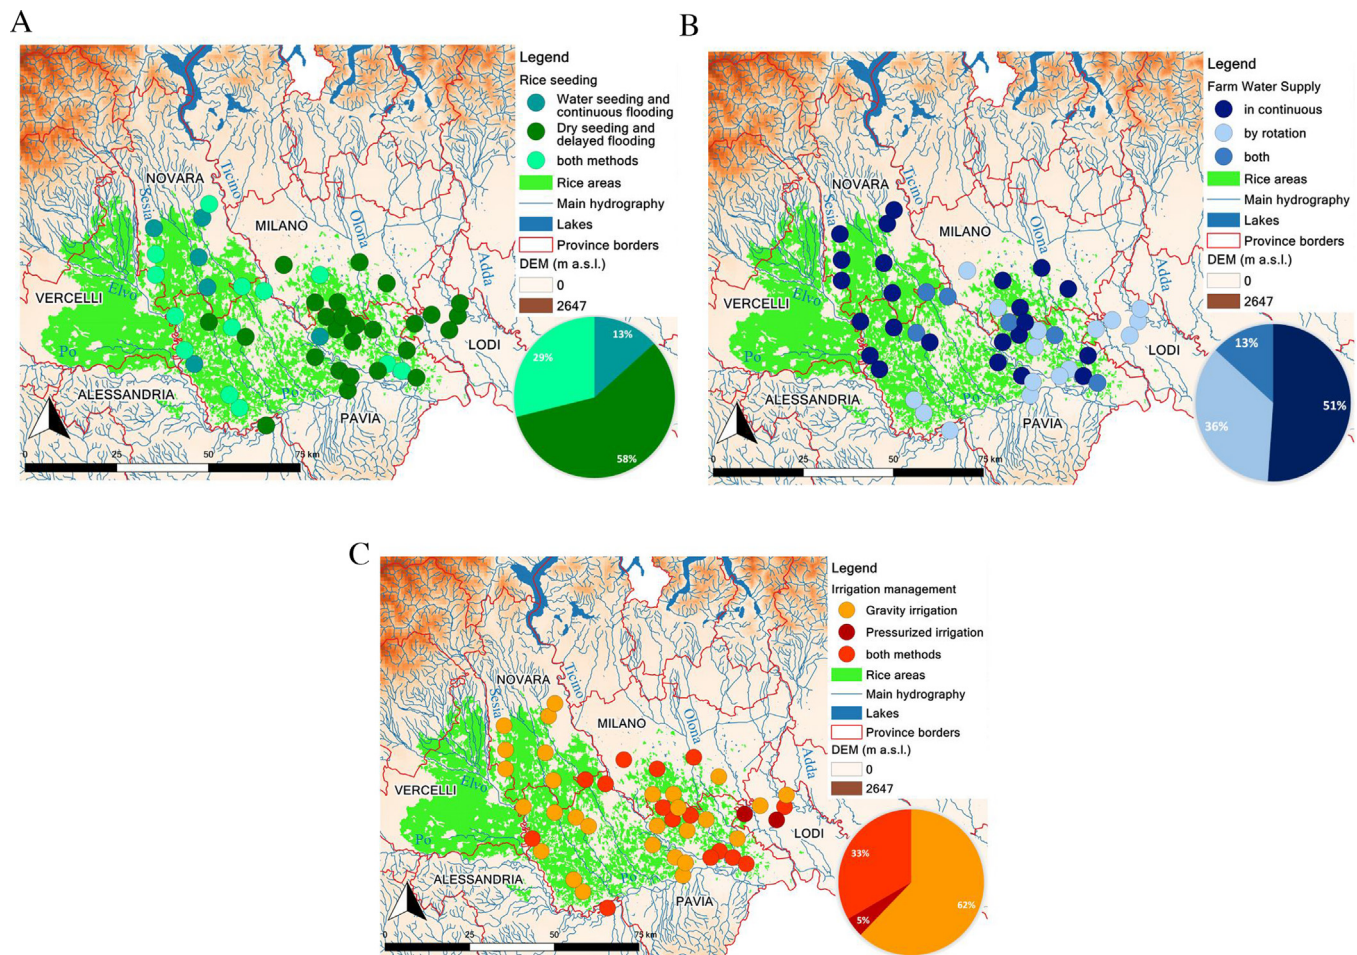 A
Legend
Rice seeding
Water seeding and
continuous flooding
Dry seeding and
delayed flooding
both methods
Rice areas
Main hydrography
Lakes
Province borders
DEM (m a.s.l.)
0
2647
NOVARA
Sesia
Ticino
MILANO
Olona
Adda
VERCELLI
Elvo
Po
LODI
ALESSANDRIA
Po
PAVIA
0
25
50
75 km
13%
29%
58%
B
Legend
Farm Water Supply
in continuous
by rotation
both
Rice areas
Main hydrography
Lakes
Province borders
DEM (m a.s.l.)
0
2647
NOVARA
Sesia
Ticino
MILANO
Olona
Adda
VERCELLI
Elvo
Po
LODI
ALESSANDRIA
Po
PAVIA
0
25
50
75 km
13%
51%
36%
C
Legend
Irrigation management
Gravity irrigation
Pressurized irrigation
both methods
Rice areas
Main hydrography
Lakes
Province borders
DEM (m a.s.l.)
0
2647
NOVARA
Sesia
Ticino
MILANO
Olona
Adda
VERCELLI
Elvo
Po
LODI
ALESSANDRIA
Po
PAVIA
0
25
50
75 km
33%
5%
62%